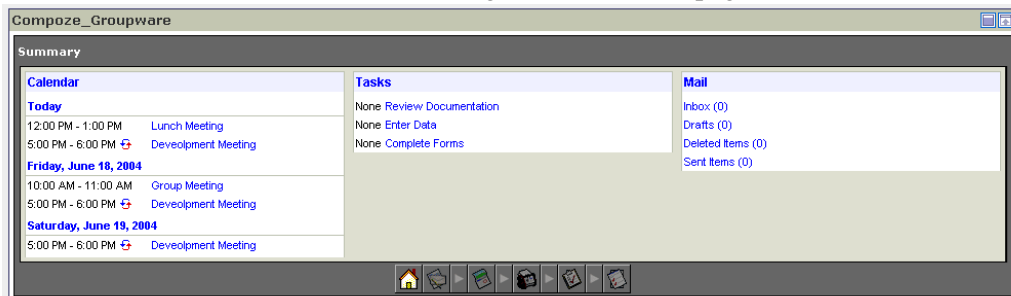 Compoze_Groupware
Summary
Calendar
Today
12:00 PM - 1:00 PM Lunch Meeting
5:00 PM - 6:00 PM Deveolpment Meeting
Friday, June 18, 2004
10:00 AM - 11:00 AM Group Meeting
5:00 PM - 6:00 PM Deveolpment Meeting
Saturday, June 19, 2004
5:00 PM - 6:00 PM Deveolpment Meeting
Tasks
None Review Documentation
None Enter Data
None Complete Forms
Mail
Inbox (0)
Drafts (0)
Deleted Items (0)
Sent Items (0)